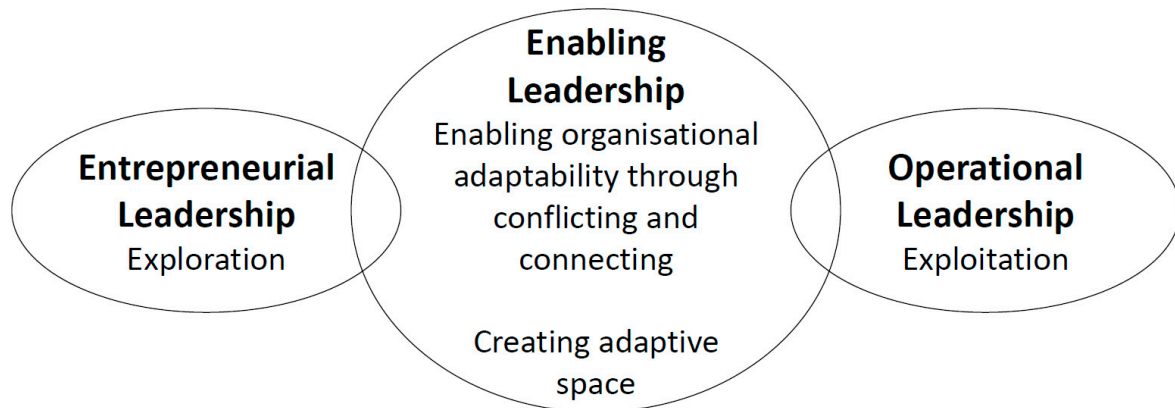 Entrepreneurial
Leadership
Exploration
Enabling
Leadership
Enabling organisational
adaptability through
conflicting and
connecting
Creating adaptive
space
Operational
Leadership
Exploitation